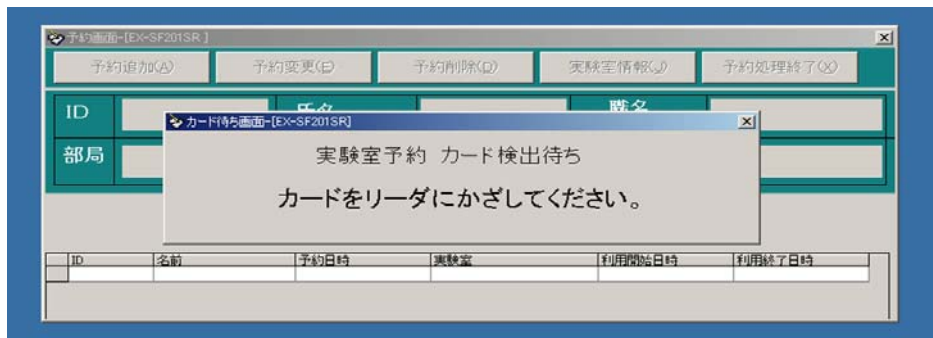 予約画面-[EX-SF201SR ]
予約追加(A) 予約変更(E) 予約削除(D) 実験室情報(J) 予約処理終了(X)
ID 氏名 職名
カード待ち画面-[EX-SF201SR]
部局
実験室予約 カード検出待ち
カードをリーダにかざしてください。
ID 名前 予約日時 実験室 利用開始日時 利用終了日時